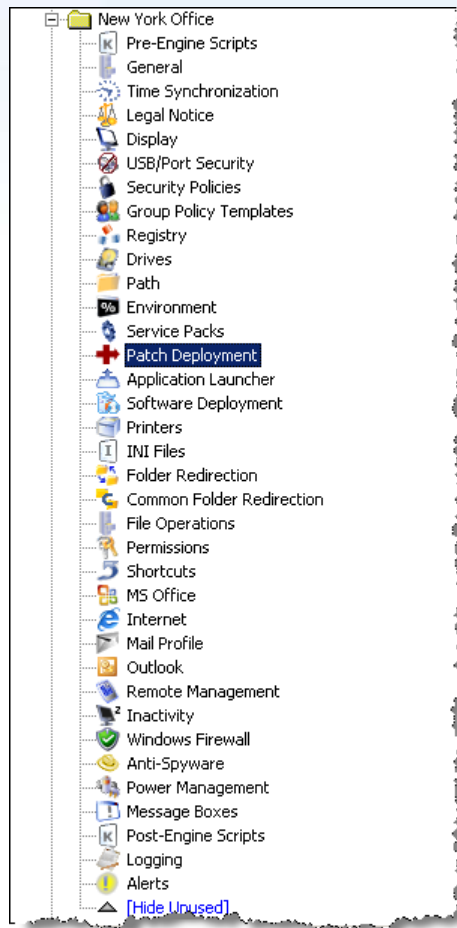 New York Office
Pre-Engine Scripts
General
Time Synchronization
Legal Notice
Display
USB/Port Security
Security Policies
Group Policy Templates
Registry
Drives
Path
Environment
Service Packs
Patch Deployment
Application Launcher
Software Deployment
Printers
INI Files
Folder Redirection
Common Folder Redirection
File Operations
Permissions
Shortcuts
MS Office
Internet
Mail Profile
Outlook
Remote Management
Inactivity
Windows Firewall
Anti-Spyware
Power Management
Message Boxes
Post-Engine Scripts
Logging
Alerts
[Hide Unused]